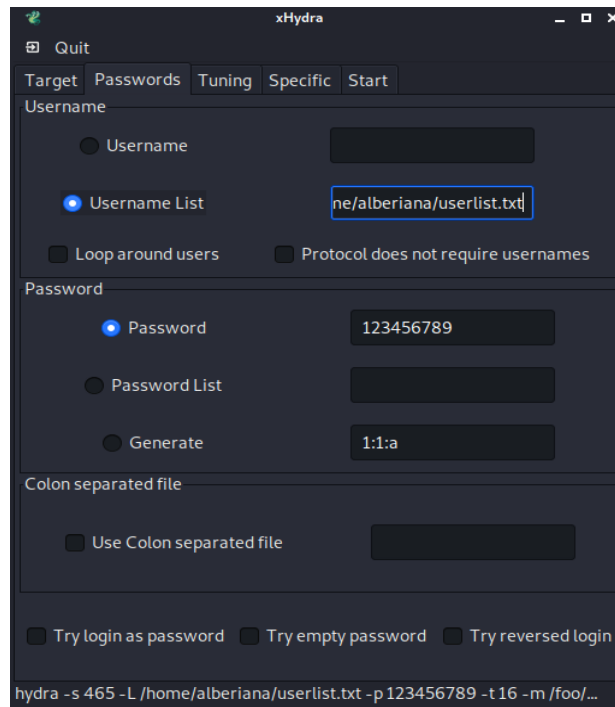 xHydra
Quit
Target Passwords Tuning Specific Start
Username
Username
Username List ne/alberiana/userlist.txt
Loop around users Protocol does not require usernames
Password
Password 123456789
Password List
Generate 1:1:a
Colon separated file
Use Colon separated file
Try login as password Try empty password Try reversed login
hydra -s 465 -L /home/alberiana/userlist.txt -p 123456789 -t 16 -m /foo/...